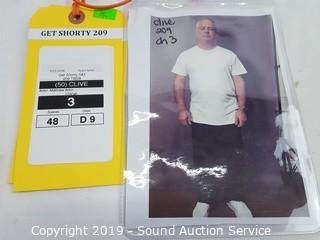 GET SHORTY 209
(50) CLIVE
3
48
D 9
clive
209
ch 3
Copyright 2019 - Sound Auction Service